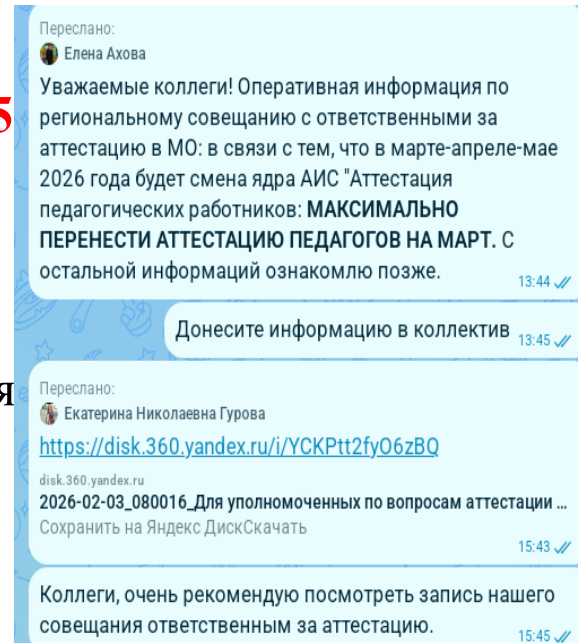 Переслано:
Елена Ахова
Уважаемые коллеги! Оперативная информация по
региональному совещанию с ответственными за
аттестацию в МО: в связи с тем, что в марте-апреле-мае
2026 года будет смена ядра АИС "Аттестация
педагогических работников: МАКСИМАЛЬНО
ПЕРЕНЕСТИ АТТЕСТАЦИЮ ПЕДАГОГОВ НА МАРТ. С
остальной информаций ознакомлю позже.
13:44
5
Донесите информацию в коллектив 13:45
я
Переслано:
Екатерина Николаевна Гурова
https://disk.360.yandex.ru/i/YCKPtt2fyO6zBQ
disk.360.yandex.ru
2026-02-03_080016_Для уполномоченных по вопросам аттестации ...
Сохранить на Яндекс ДискСкачать
15:43
Коллеги, очень рекомендую посмотреть запись нашего
совещания ответственным за аттестацию. 15:45